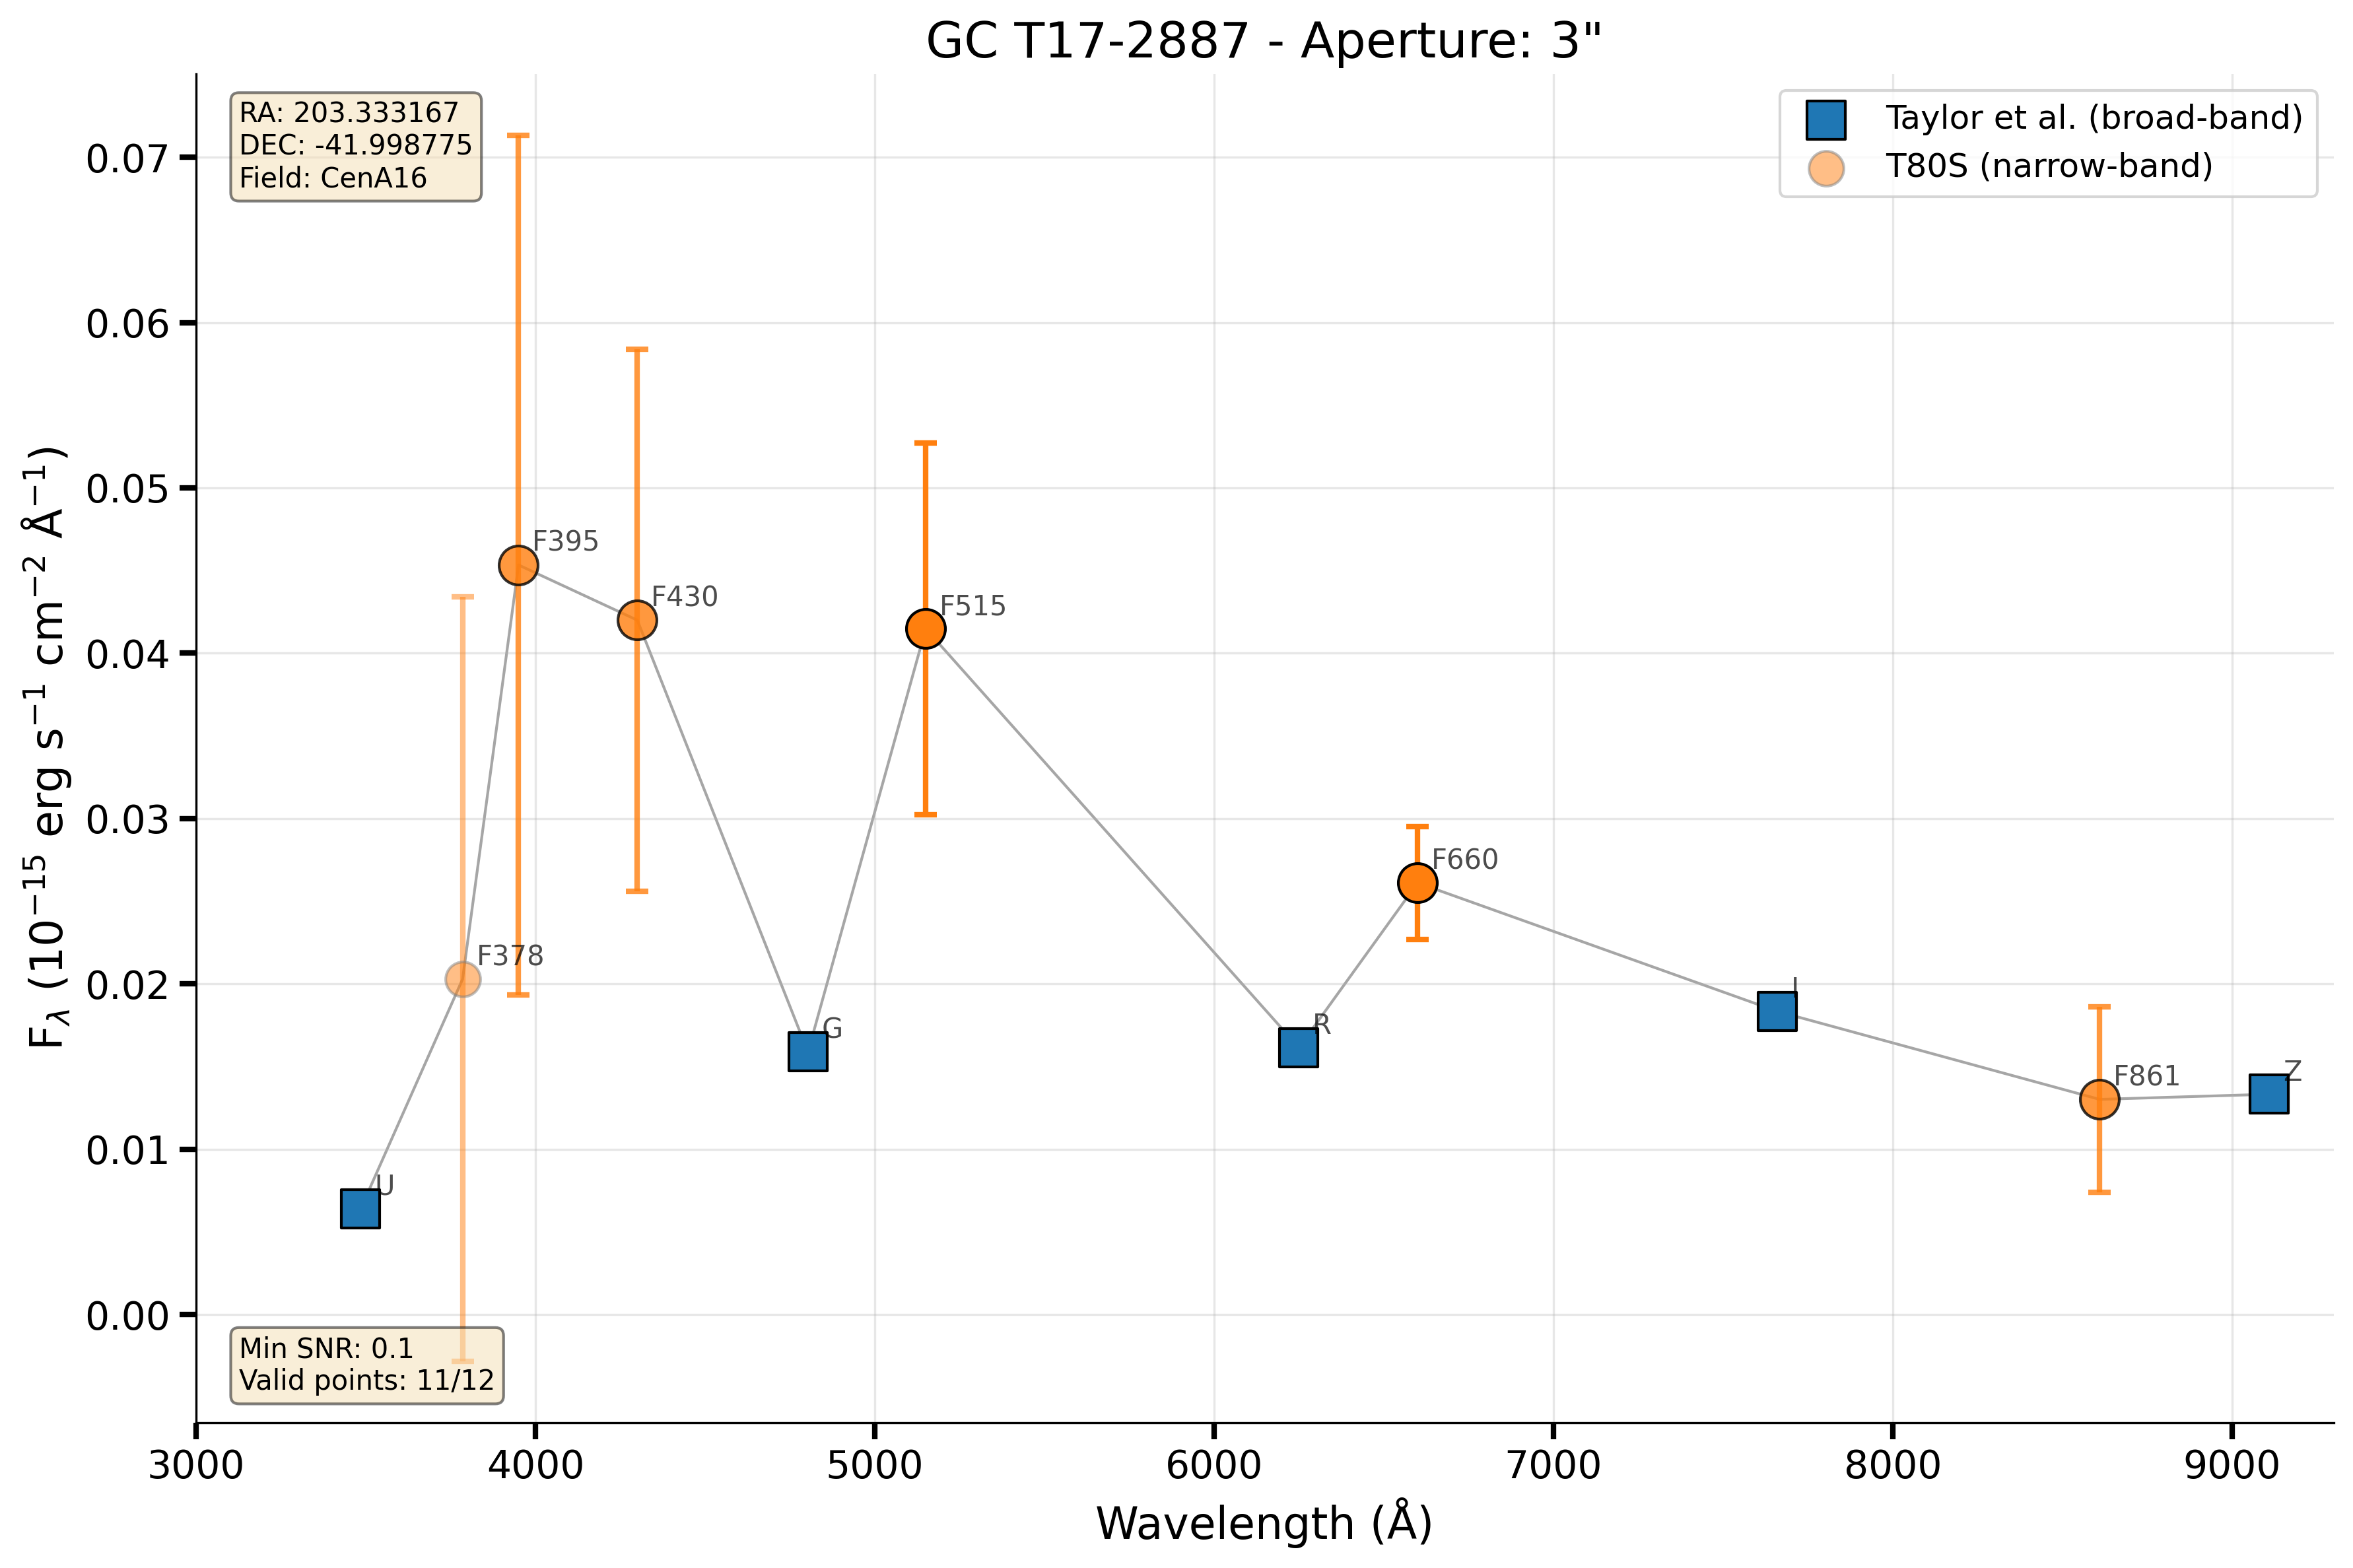 GC T17-2887 - Aperture: 3"
RA: 203.333167
DEC: -41.998775
Field: CenA16
Taylor et al. (broad-band)
T80S (narrow-band)
0.07
0.06
0.05
0.04
0.03
0.02
0.01
0.00
F_λ (10⁻¹⁵ erg s⁻¹ cm⁻² Å⁻¹)
F395
F430
F515
F660
F378
G
R
I
F861
Z
U
Min SNR: 0.1
Valid points: 11/12
3000 4000 5000 6000 7000 8000 9000
Wavelength (Å)